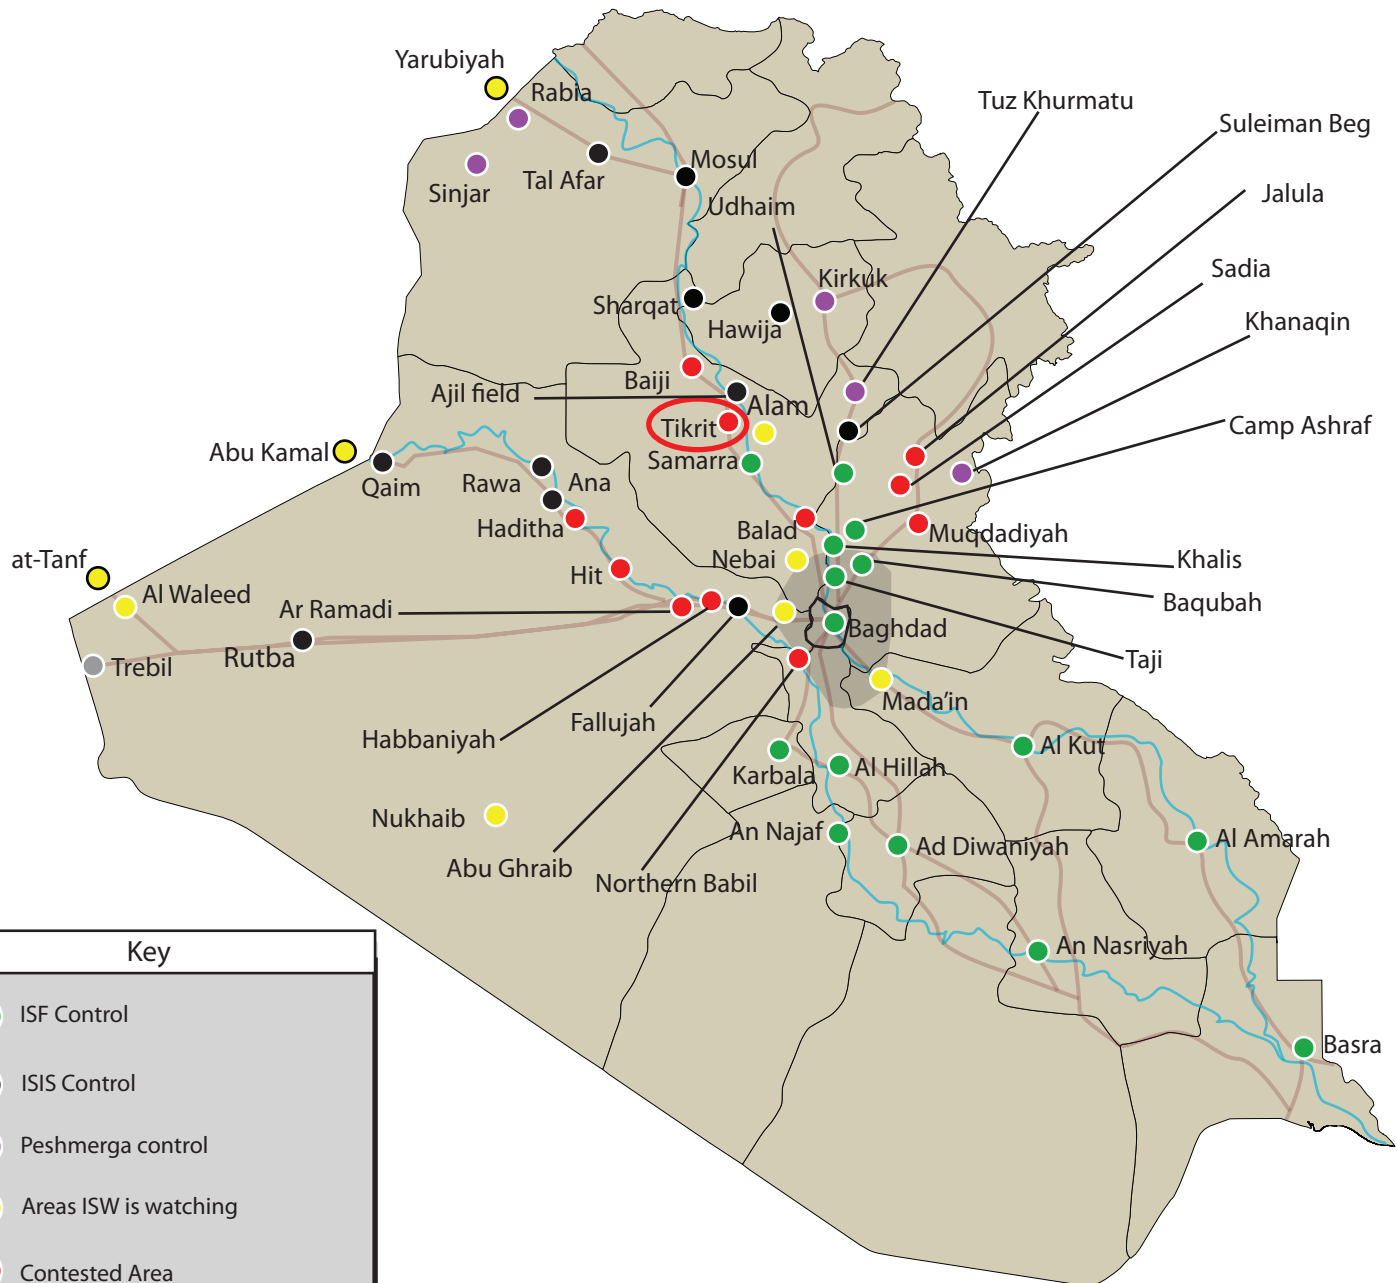 Yarubiyah
Rabia
Tuz Khurmatu
Suleiman Beg
Mosul
Tal Afar
Sinjar
Jalula
Udhaim
Sadia
Kirkuk
Sharqat
Hawija
Khanaqin
Baiji
Ajil field
Alam
Tikrit
Camp Ashraf
Abu Kamal
Samarra
Qaim
Rawa
Ana
Haditha
Balad
Muqdadiyah
at-Tanf
Nebai
Khalis
Hit
Al Waleed
Ar Ramadi
Baqubah
Baghdad
Rutba
Trebil
Taji
Mada'in
Fallujah
Habbaniyah
Al Kut
Karbala
Al Hillah
Nukhaib
An Najaf
Ad Diwaniyah
Al Amarah
Abu Ghraib
Northern Babil
An Nasriyah
Basra
Key
ISF Control
ISIS Control
Peshmerga control
Areas ISW is watching
Contested Area